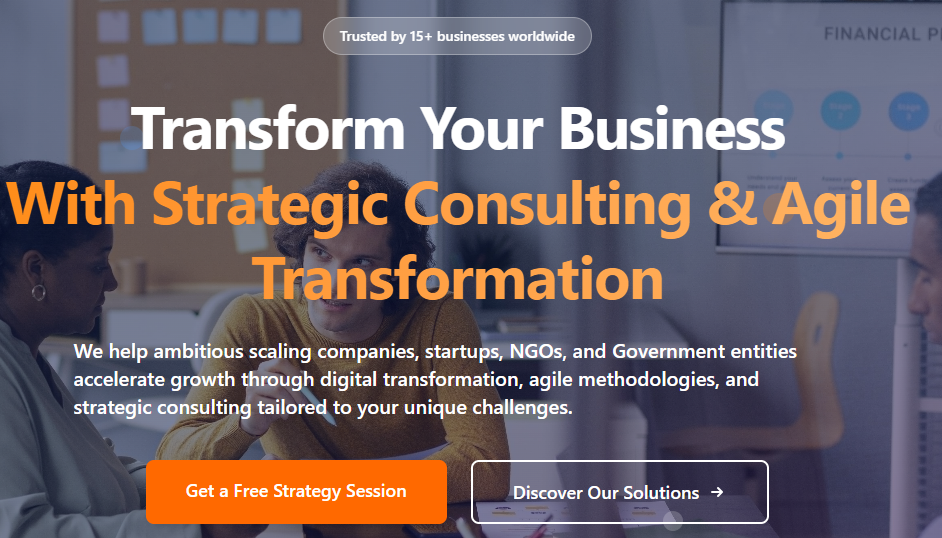 Trusted by 15+ businesses worldwide
FINANCIAL
Transform Your Business
With Strategic Consulting & Agile
Transformation
We help ambitious scaling companies, startups, NGOs, and Government entities
accelerate growth through digital transformation, agile methodologies, and
strategic consulting tailored to your unique challenges.
Get a Free Strategy Session
Discover Our Solutions →